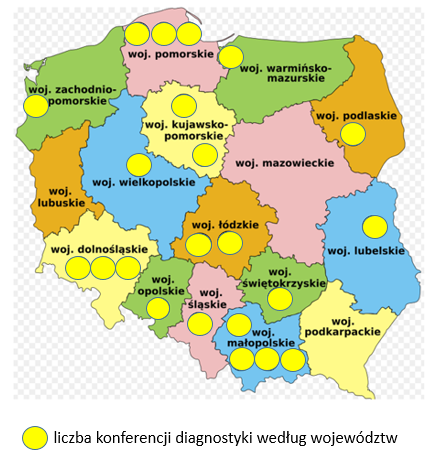 woj. pomorskie
woj. warmińsko-
mazurskie
woj. zachodnio-
pomorskie
woj. podlaskie
woj. kujawsko-
pomorskie
woj. mazowieckie
woj. wielkopolskie
woj.
lubuskie
woj. łódzkie
woj. lubelskie
woj. dolnośląskie
woj.
opolskie
woj.
śląskie
woj.
świętokrzyskie
woj.
małopolskie
woj.
podkarpackie
liczba konferencji diagnostyki według województw